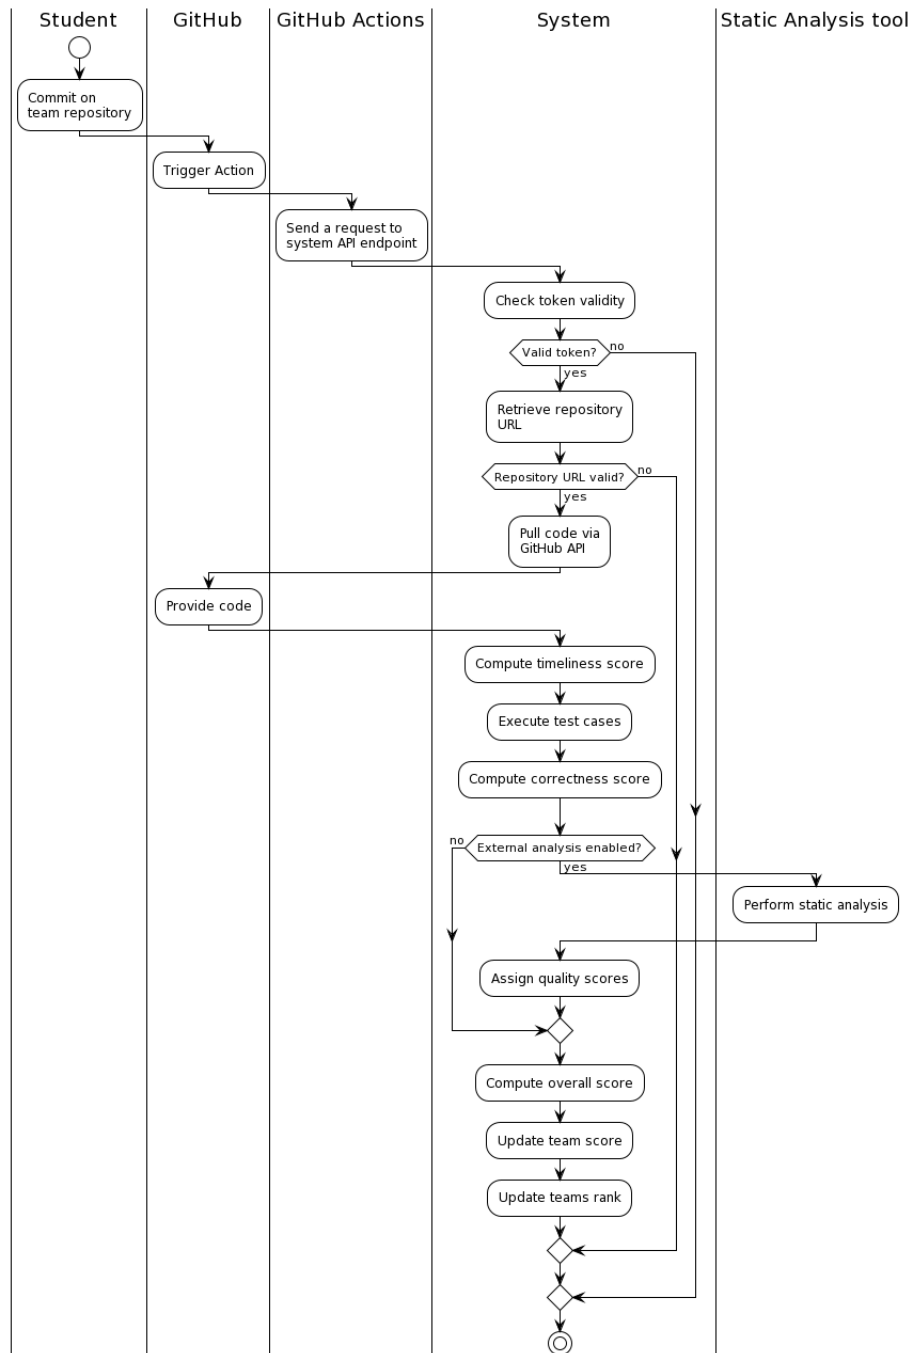 Student
GitHub
GitHub Actions
System
Static Analysis tool
Commit on
team repository
Trigger Action
Send a request to
system API endpoint
Check token validity
Valid token?
no
yes
Retrieve repository
URL
Repository URL valid?
no
yes
Pull code via
GitHub API
Provide code
Compute timeliness score
Execute test cases
Compute correctness score
no
External analysis enabled?
yes
Perform static analysis
Assign quality scores
Compute overall score
Update team score
Update teams rank